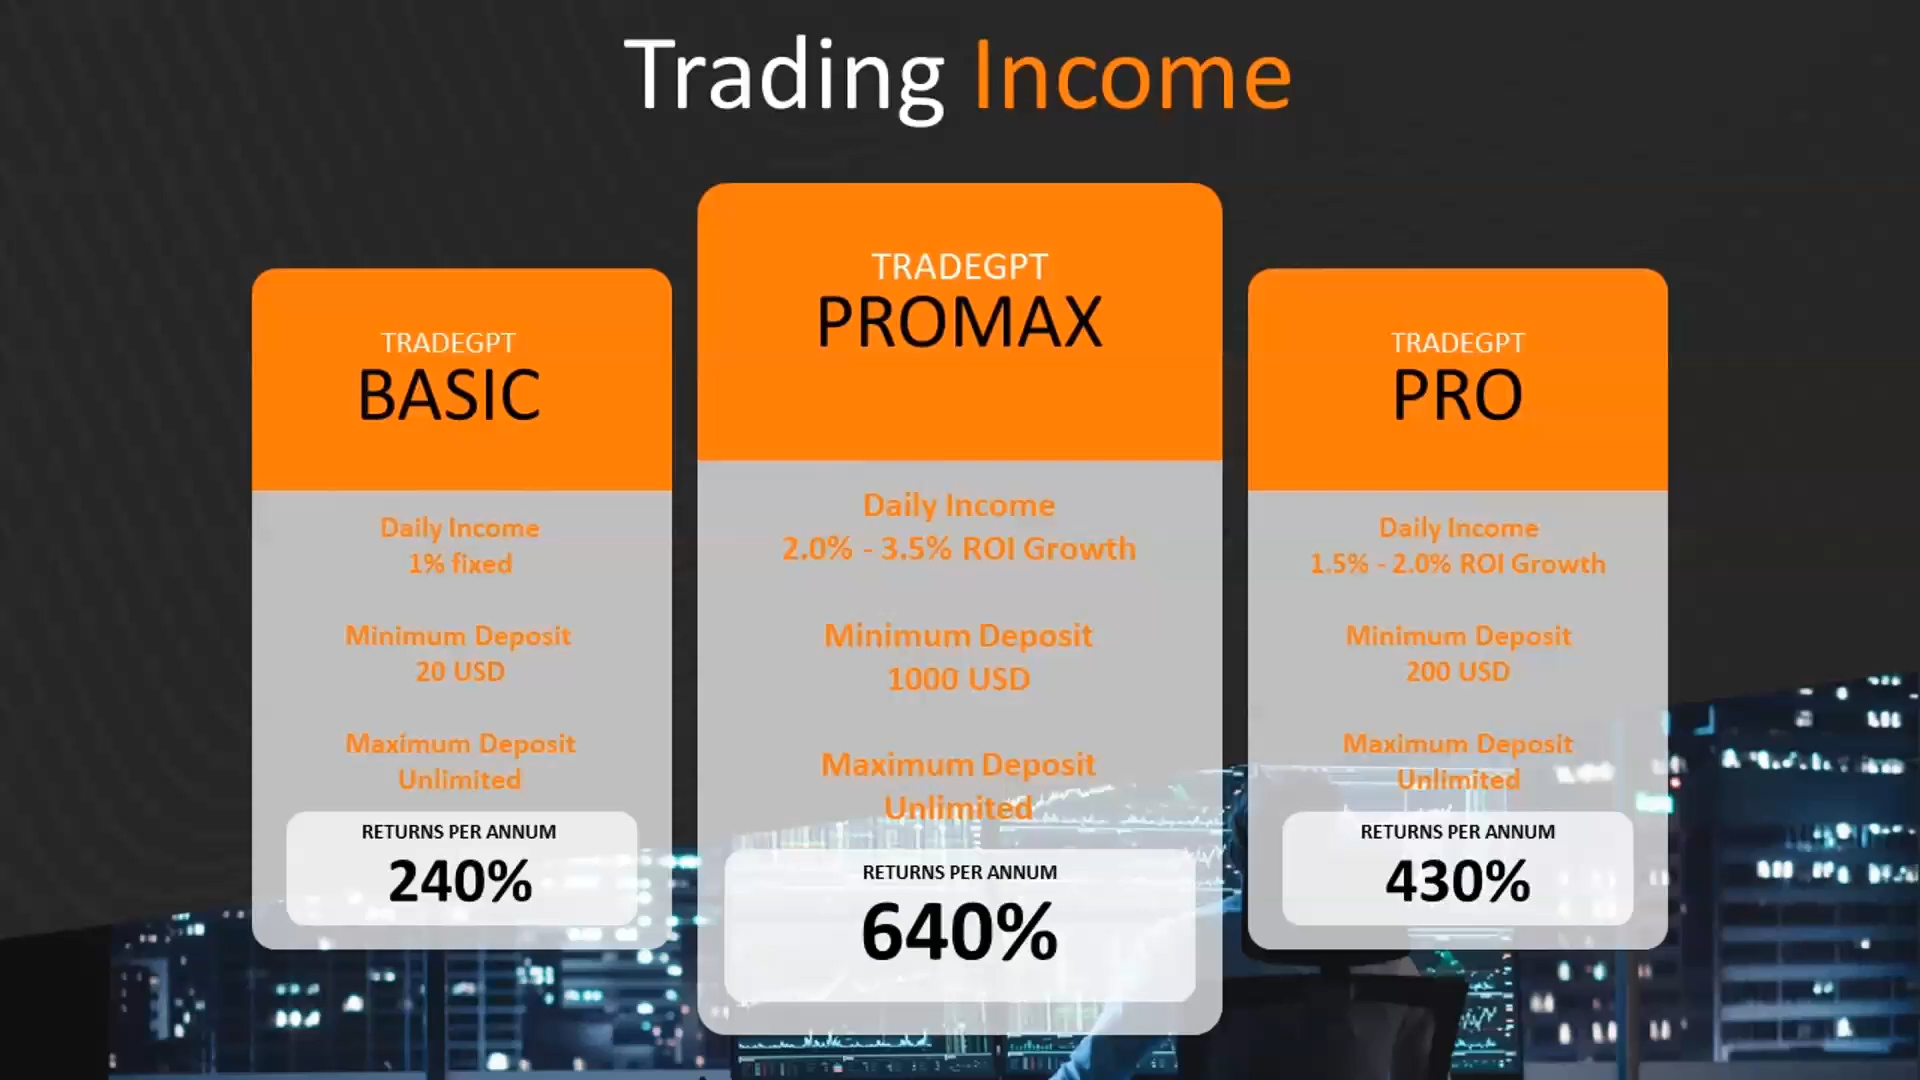 Trading Income
TRADEGPT
BASIC
Daily Income
1% fixed
Minimum Deposit
20 USD
Maximum Deposit
Unlimited
RETURNS PER ANNUM
240%
TRADEGPT
PROMAX
Daily Income
2.0% - 3.5% ROI Growth
Minimum Deposit
1000 USD
Maximum Deposit
Unlimited
RETURNS PER ANNUM
640%
TRADEGPT
PRO
Daily Income
1.5% - 2.0% ROI Growth
Minimum Deposit
200 USD
Maximum Deposit
Unlimited
RETURNS PER ANNUM
430%